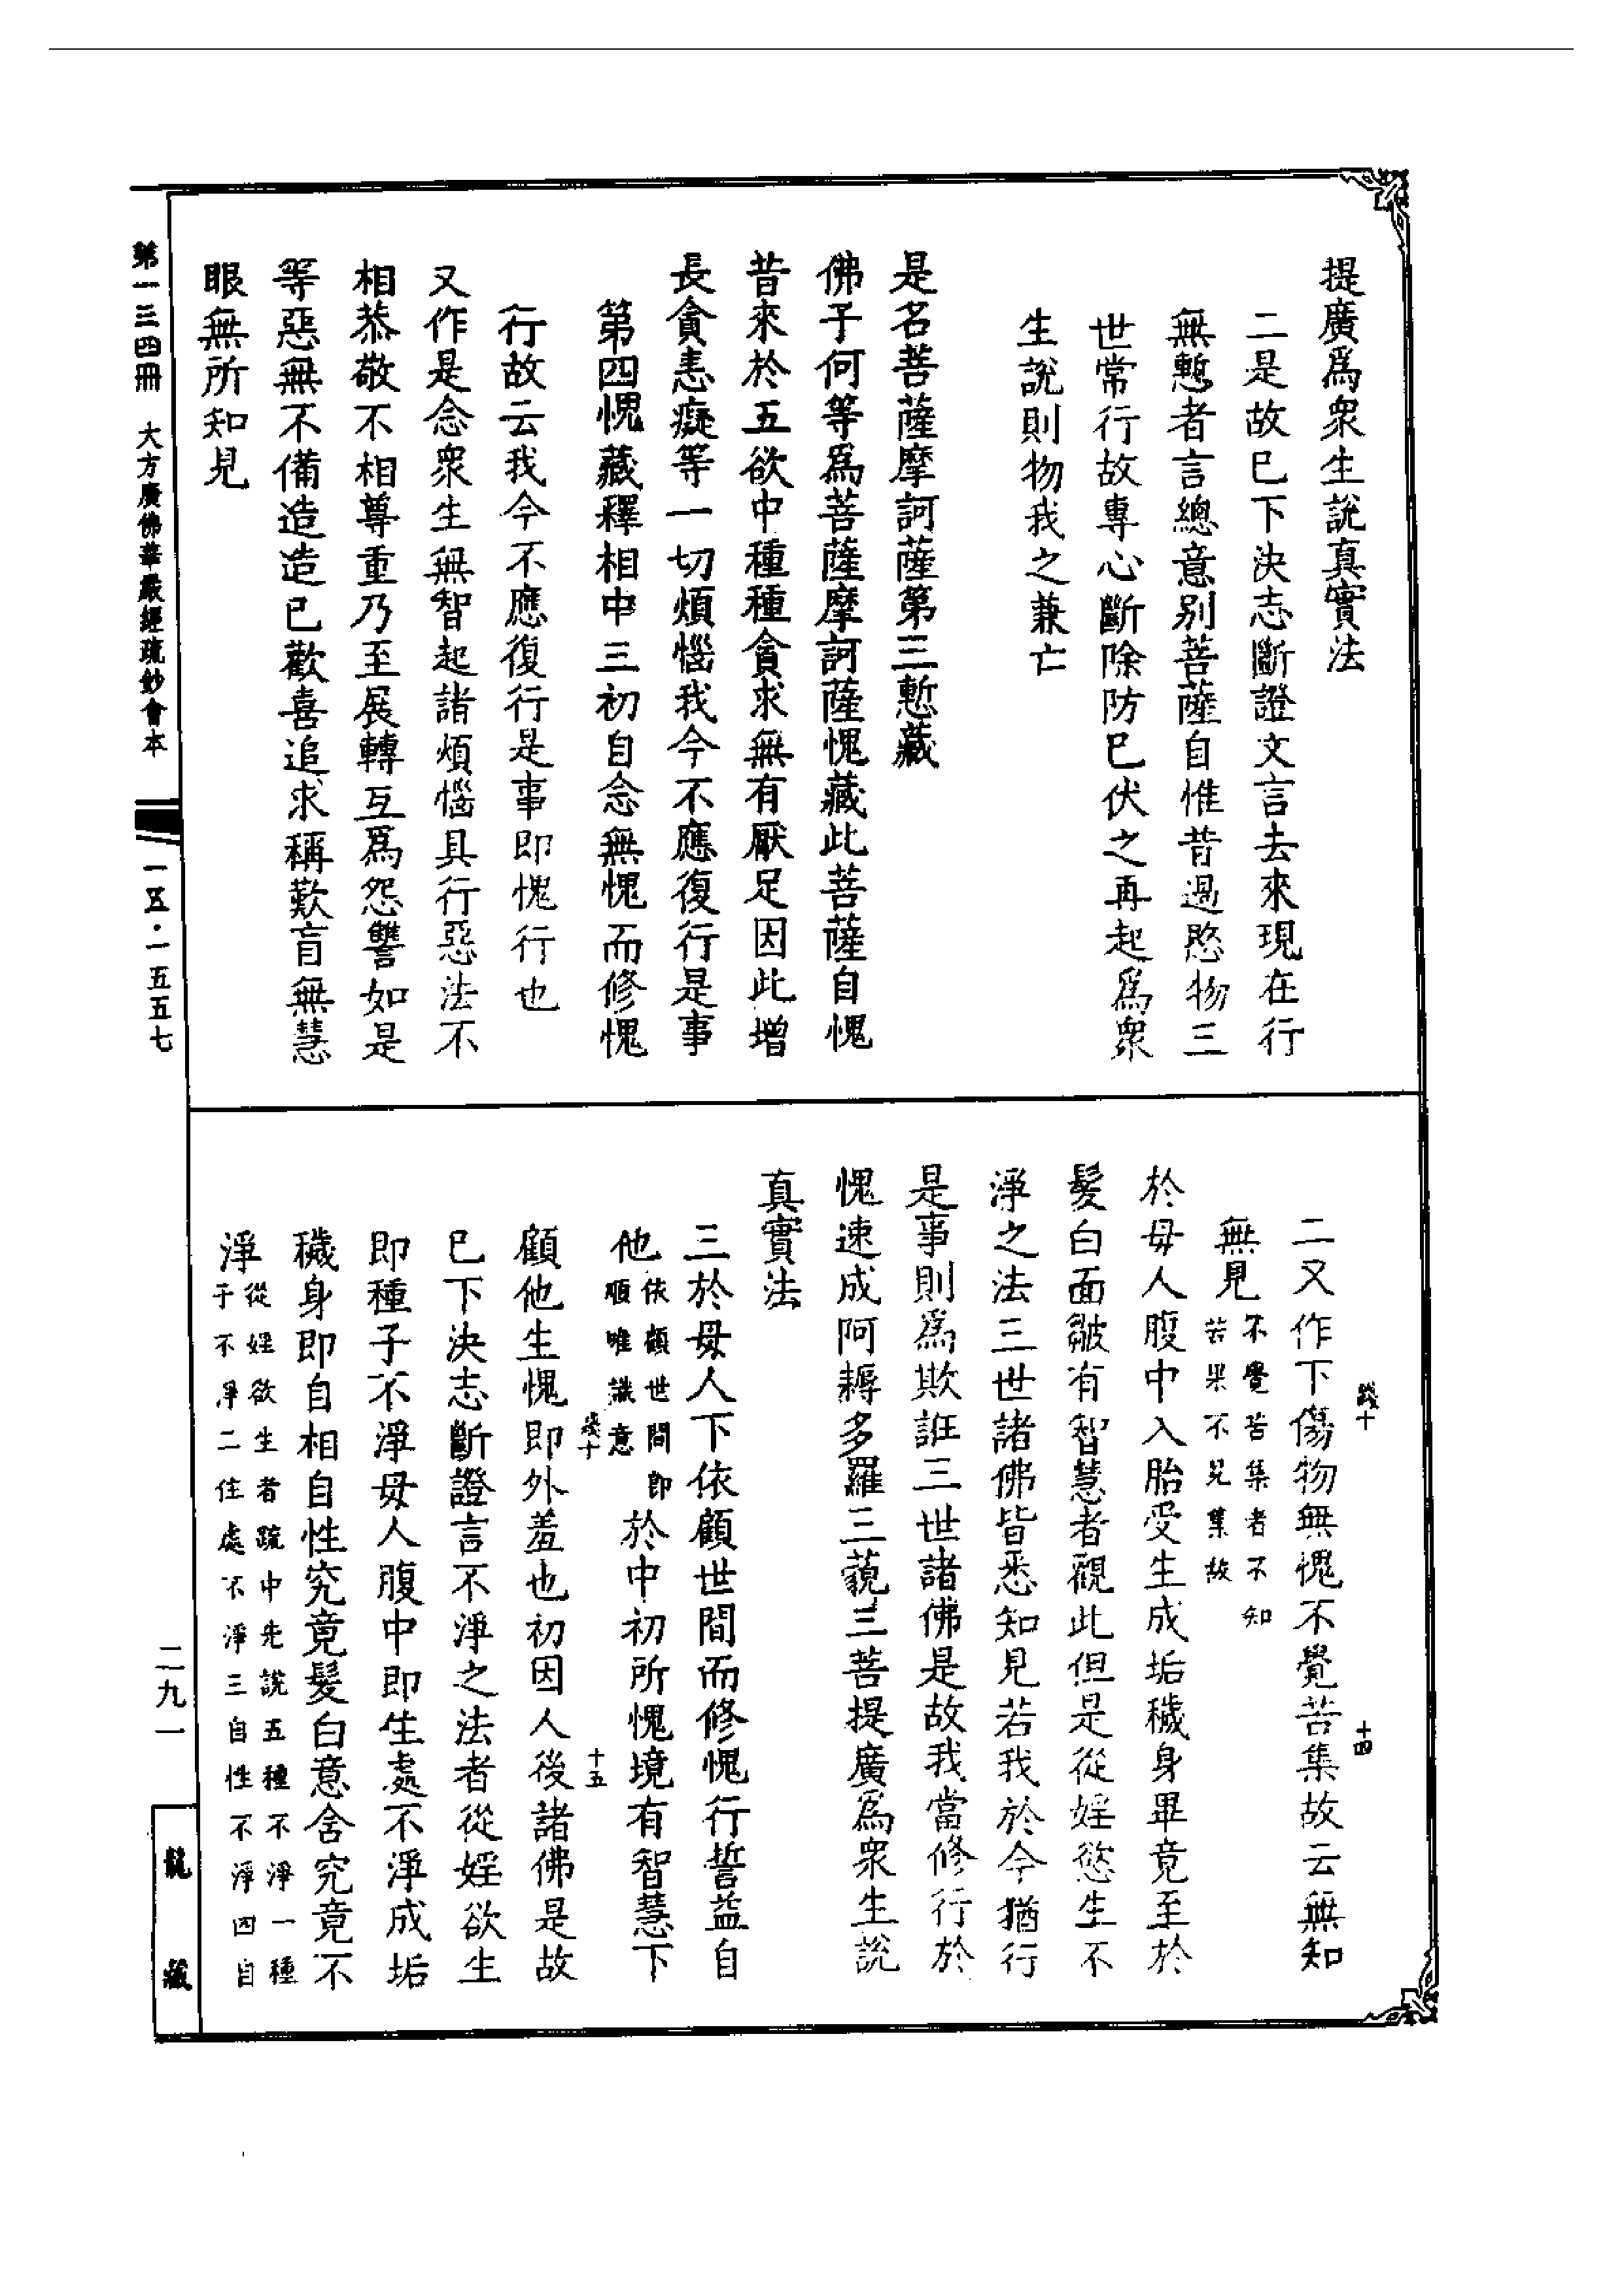 提廣爲衆生說真實法
二是故巳下決志斷證文言去來現在行
無慙者言總意別菩薩自惟昔過愍物三
世常行故專心斷除防巳伏之再起爲衆
生說則物我之兼亡
是名菩薩摩訶薩第三慙藏
佛子何等爲菩薩摩訶薩愧藏此菩薩自愧
昔來於五欲中種種貪求無有厭足因此增
長貪恚癡等一切煩惱我今不應復行是事
第四愧藏釋相中三初自念無愧而修愧
行故云我今不應復行是事即愧行也
又作是念衆生無智起諸煩惱具行惡法不
相恭敬不相尊重乃至展轉互爲怨讐如是
等惡無不備造造已歡喜追求稱歎盲無慧
眼無所知見
二又作下傷物無愧不覺苦集故云無知
無見不覺苦集者不知
苦果不見集故
於母人腹中入胎受生成垢穢身畢竟至於
髮白面皺有智慧者觀此但是從婬慾生不
淨之法三世諸佛皆悉知見若我於今猶行
是事則爲欺誑三世諸佛是故我當修行於
愧速成阿耨多羅三藐三菩提廣爲衆生說
真實法
三於母人下依顧世間而修愧行誓益自
他依顧世間即
順唯識意於中初所愧境有智慧下
顧他生愧即外羞也初因人後諸佛是故
巳下決志斷證言不淨之法者從婬欲生
即種子不淨母人腹中即生處不淨成垢
穢身即自相自性究竟髮白意含究竟不
淨從婬欲生者疏中先說五種不淨一種
子不淨二住處不淨三自性不淨四自
十四
十五
第一三四冊 大方廣佛華嚴經疏鈔會本
一五·一五五七
二九一
龍藏